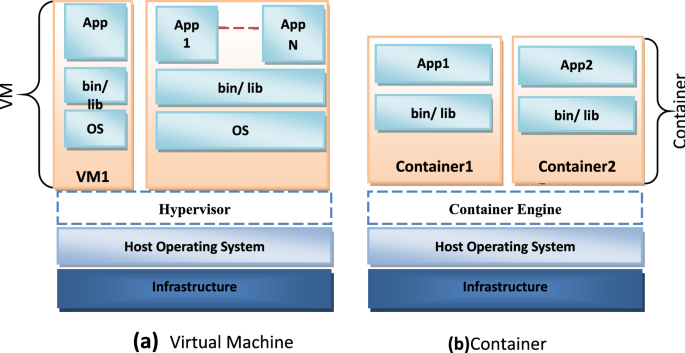 VM
App
bin/
lib
OS
VM1
App
1
App
N
bin/ lib
OS
Hypervisor
Host Operating System
Infrastructure
(a) Virtual Machine
App1
bin/ lib
Container1
App2
bin/ lib
Container2
Container
Container Engine
Host Operating System
Infrastructure
(b)Container